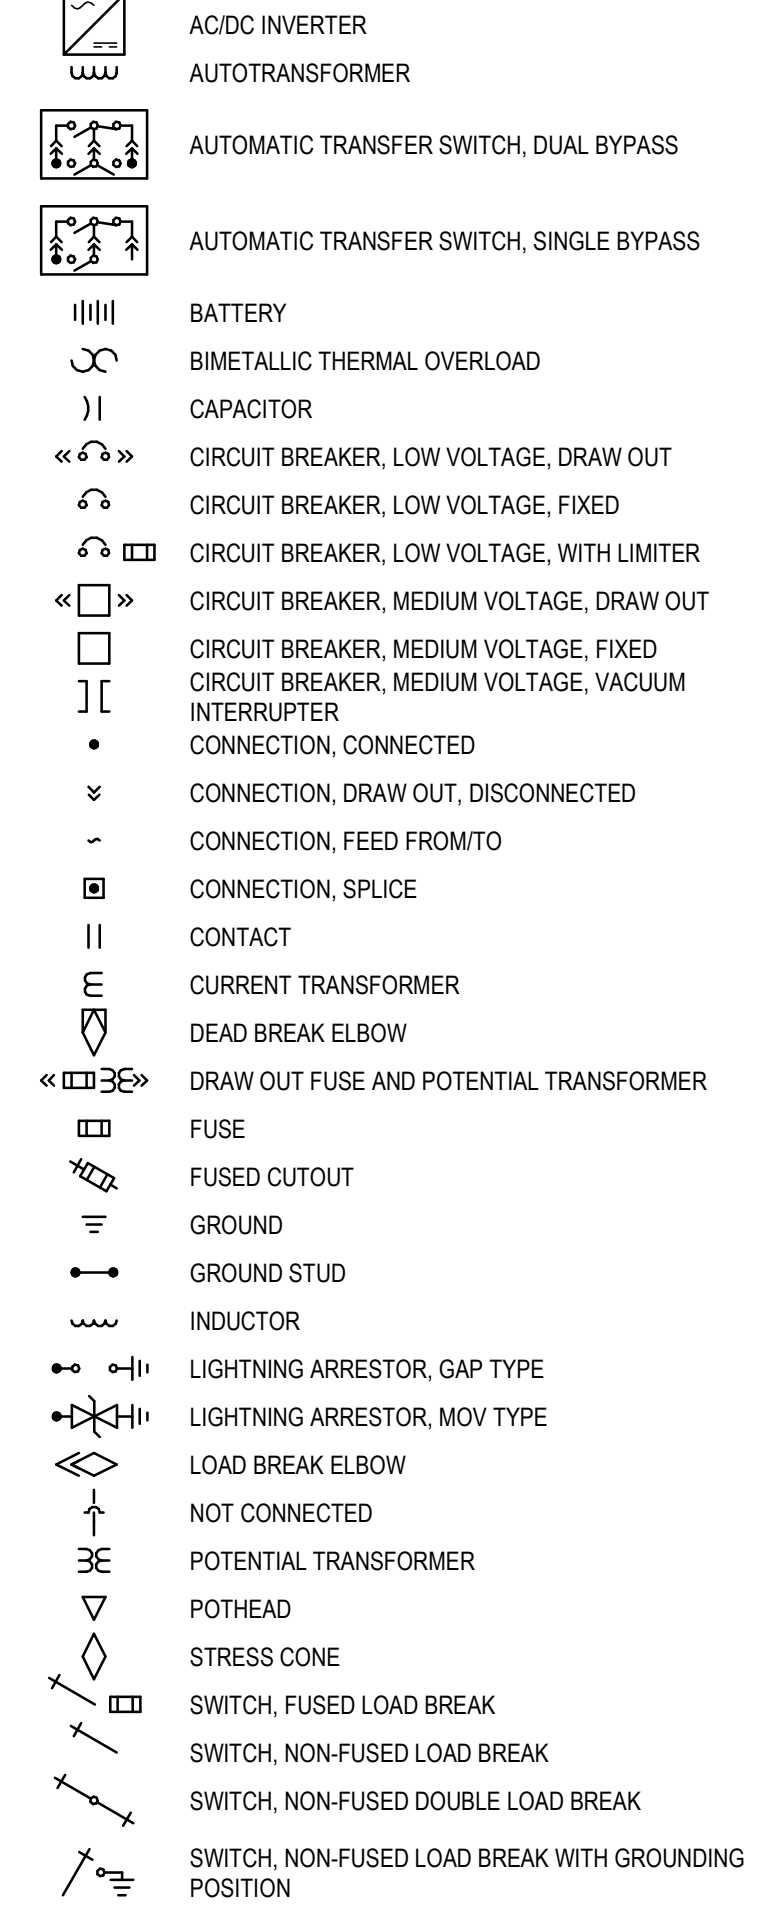 AC/DC INVERTER
AUTOTRANSFORMER
AUTOMATIC TRANSFER SWITCH, DUAL BYPASS
AUTOMATIC TRANSFER SWITCH, SINGLE BYPASS
BATTERY
BIMETALLIC THERMAL OVERLOAD
CAPACITOR
CIRCUIT BREAKER, LOW VOLTAGE, DRAW OUT
CIRCUIT BREAKER, LOW VOLTAGE, FIXED
CIRCUIT BREAKER, LOW VOLTAGE, WITH LIMITER
CIRCUIT BREAKER, MEDIUM VOLTAGE, DRAW OUT
CIRCUIT BREAKER, MEDIUM VOLTAGE, FIXED
CIRCUIT BREAKER, MEDIUM VOLTAGE, VACUUM
INTERRUPTER
CONNECTION, CONNECTED
CONNECTION, DRAW OUT, DISCONNECTED
CONNECTION, FEED FROM/TO
CONNECTION, SPLICE
CONTACT
CURRENT TRANSFORMER
DEAD BREAK ELBOW
DRAW OUT FUSE AND POTENTIAL TRANSFORMER
FUSE
FUSED CUTOUT
GROUND
GROUND STUD
INDUCTOR
LIGHTNING ARRESTOR, GAP TYPE
LIGHTNING ARRESTOR, MOV TYPE
LOAD BREAK ELBOW
NOT CONNECTED
POTENTIAL TRANSFORMER
POTHEAD
STRESS CONE
SWITCH, FUSED LOAD BREAK
SWITCH, NON-FUSED LOAD BREAK
SWITCH, NON-FUSED DOUBLE LOAD BREAK
SWITCH, NON-FUSED LOAD BREAK WITH GROUNDING
POSITION